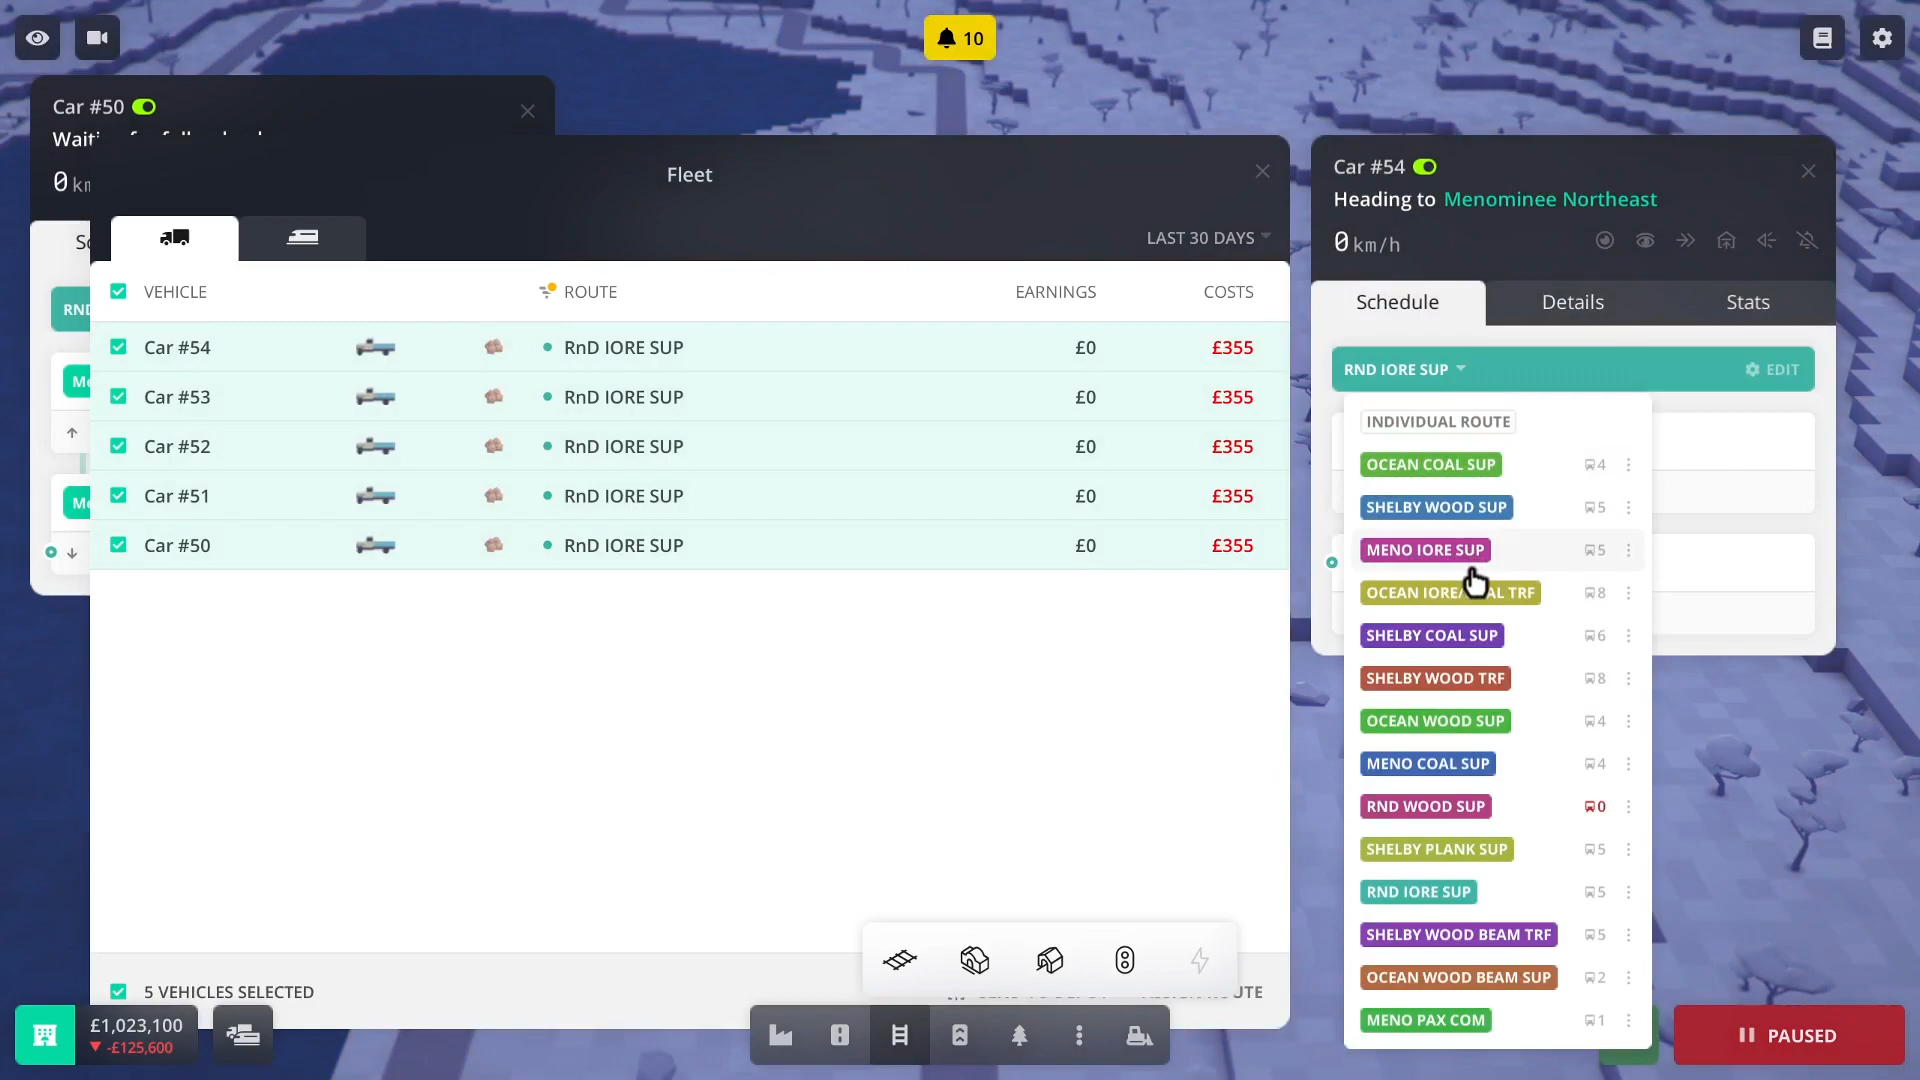 10
Car #50
0 km
Fleet
LAST 30 DAYS
VEHICLE
ROUTE
EARNINGS
COSTS
Car #54
RnD IORE SUP
£0
£355
Car #53
RnD IORE SUP
£0
£355
Car #52
RnD IORE SUP
£0
£355
Car #51
RnD IORE SUP
£0
£355
Car #50
RnD IORE SUP
£0
£355
5 VEHICLES SELECTED
Car #54
Heading to Menominee Northeast
0 km/h
Schedule
Details
Stats
RND IORE SUP
EDIT
INDIVIDUAL ROUTE
OCEAN COAL SUP 4
SHELBY WOOD SUP 5
MENO IORE SUP 5
OCEAN IORE/ TRF 8
SHELBY COAL SUP 6
SHELBY WOOD TRF 8
OCEAN WOOD SUP 4
MENO COAL SUP 4
RND WOOD SUP 0
SHELBY PLANK SUP 5
RND IORE SUP 5
SHELBY WOOD BEAM TRF 5
OCEAN WOOD BEAM SUP 2
MENO PAX COM 1
£1,023,100
-£125,600
PAUSED